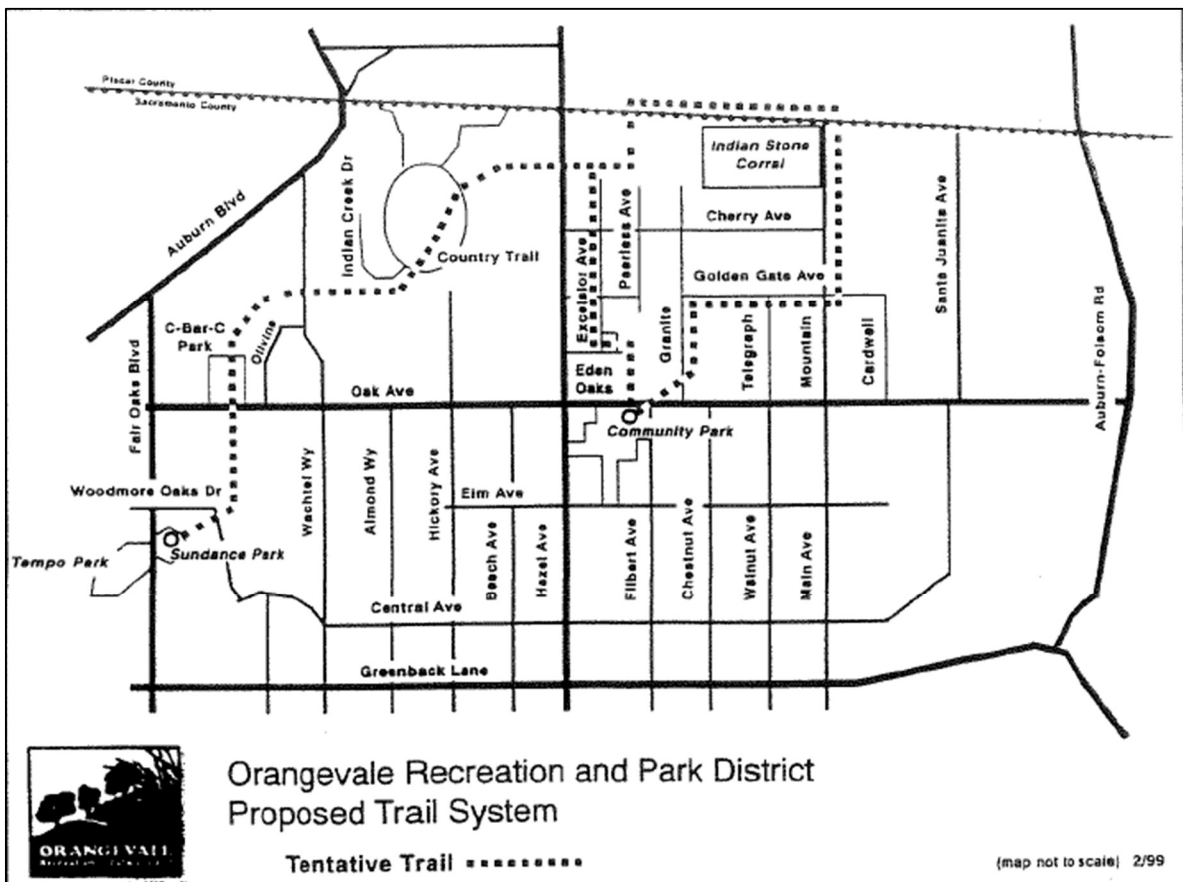 Placer County
Sacramento County
Auburn Blvd
Indian Creek Dr
Country Trail
Indian Stone
Corral
Cherry Ave
Peerless Ave
Excelsior Ave
Golden Gate Ave
Santa Juanita Ave
Auburn-Folsom Rd
C-Bar-C
Park
Olivine
Fair Oaks Blvd
Oak Ave
Eden
Oaks
Granite
Telegraph
Mountain
Cardwell
Community Park
Woodmore Oaks Dr
Wachtel Wy
Almond Wy
Hickory Ave
Elm Ave
Beech Ave
Hazel Ave
Filbert Ave
Chestnut Ave
Walnut Ave
Main Ave
Tempo Park
Sundance Park
Central Ave
Greenback Lane
ORANGEVALE
Orangevale Recreation and Park District
Proposed Trail System
Tentative Trail
(map not to scale) 2/99